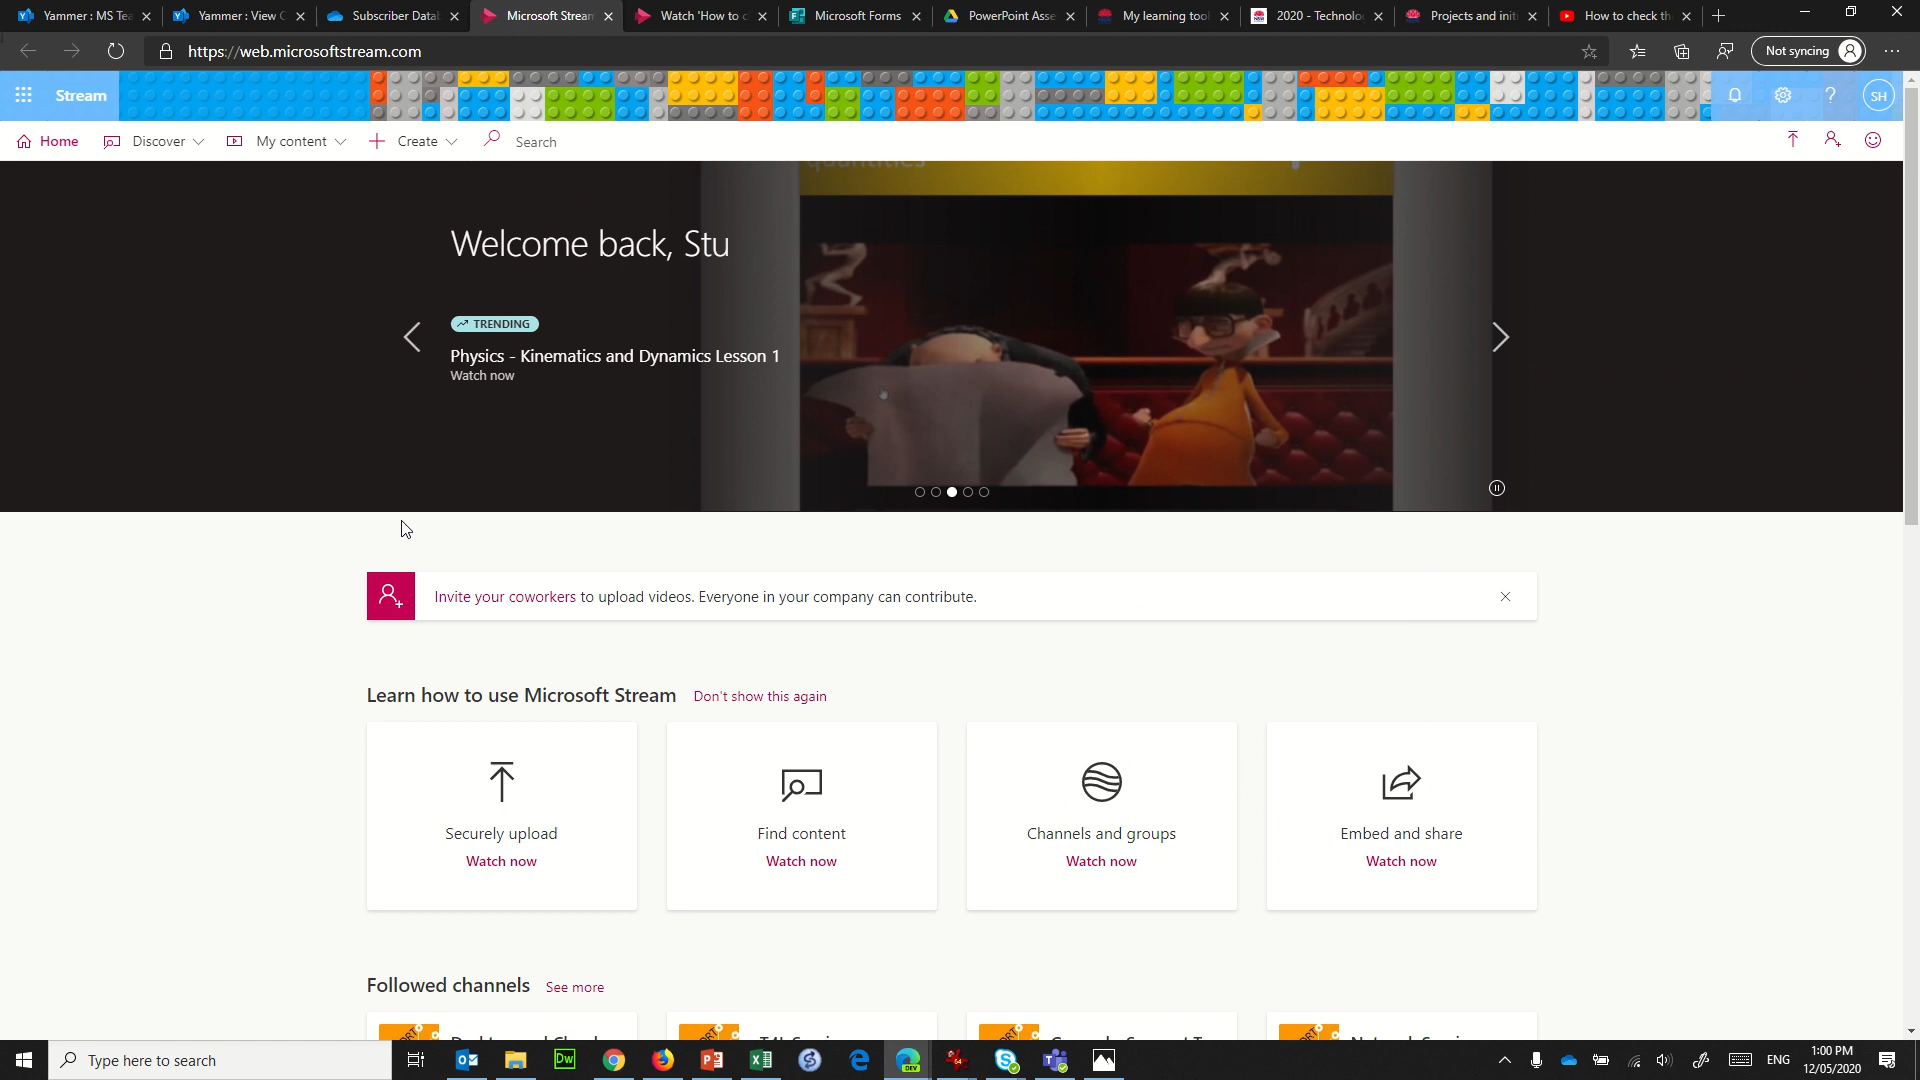 Yammer : MS Tea
Yammer : View C
Subscriber Datab
Microsoft Stream
Watch 'How to c
Microsoft Forms
PowerPoint Asse
My learning tool
2020 - Technolo
Projects and init
How to check th
https://web.microsoftstream.com
Not syncing
Stream
SH
Home
Discover
My content
Create
Search
quantities
Welcome back, Stu
TRENDING
Physics - Kinematics and Dynamics Lesson 1
Watch now
Invite your coworkers to upload videos. Everyone in your company can contribute.
Learn how to use Microsoft Stream Don't show this again
Securely upload
Watch now
Find content
Watch now
Channels and groups
Watch now
Embed and share
Watch now
Followed channels See more
Type here to search
Dw
DEV
64
ENG
1:00 PM
12/05/2020